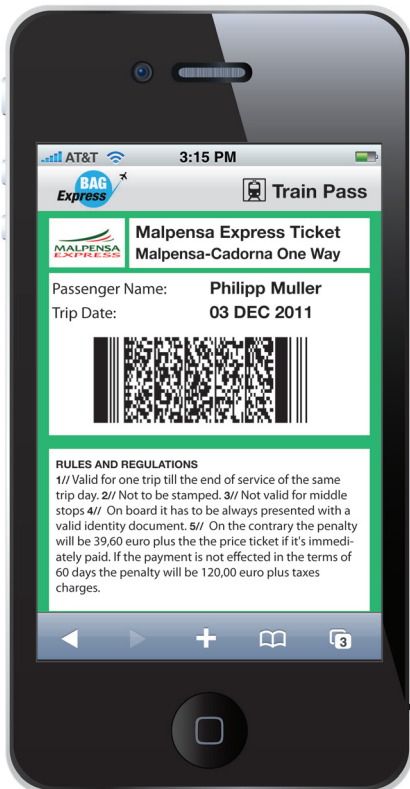 AT&T 3:15 PM
BAG
Express
Train Pass
MALPENSA
EXPRESS
Malpensa Express Ticket
Malpensa-Cadorna One Way
Passenger Name: Philipp Muller
Trip Date: 03 DEC 2011
RULES AND REGULATIONS
1// Valid for one trip till the end of service of the same
trip day. 2// Not to be stamped. 3// Not valid for middle
stops 4// On board it has to be always presented with a
valid identity document. 5// On the contrary the penalty
will be 39,60 euro plus the the price ticket if it's immedi-
ately paid. If the payment is not effected in the terms of
60 days the penalty will be 120,00 euro plus taxes
charges.
3